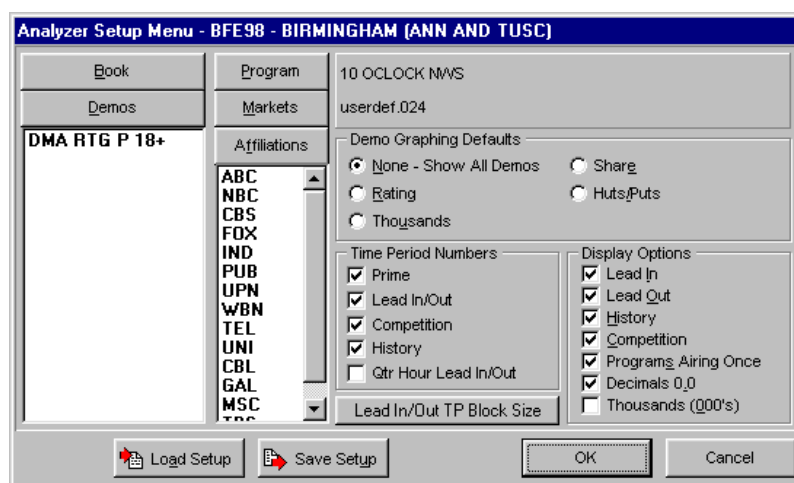 Analyzer Setup Menu - BFE98 - BIRMINGHAM (ANN AND TUSC)
Book
Program
10 OCLOCK NWS
Demos
Markets
userdef.024
DMA RTG P 18+
Affiliations
ABC
NBC
CBS
FOX
IND
PUB
UPN
WBN
TEL
UNI
CBL
GAL
MSC
Demo Graphing Defaults
None - Show All Demos
Share
Rating
Huts/Puts
Thousands
Time Period Numbers
Prime
Lead In/Out
Competition
History
Qtr Hour Lead In/Out
Lead In/Out TP Block Size
Display Options
Lead In
Lead Out
History
Competition
Programs Airing Once
Decimals 0.0
Thousands (000's)
Load Setup
Save Setup
OK
Cancel